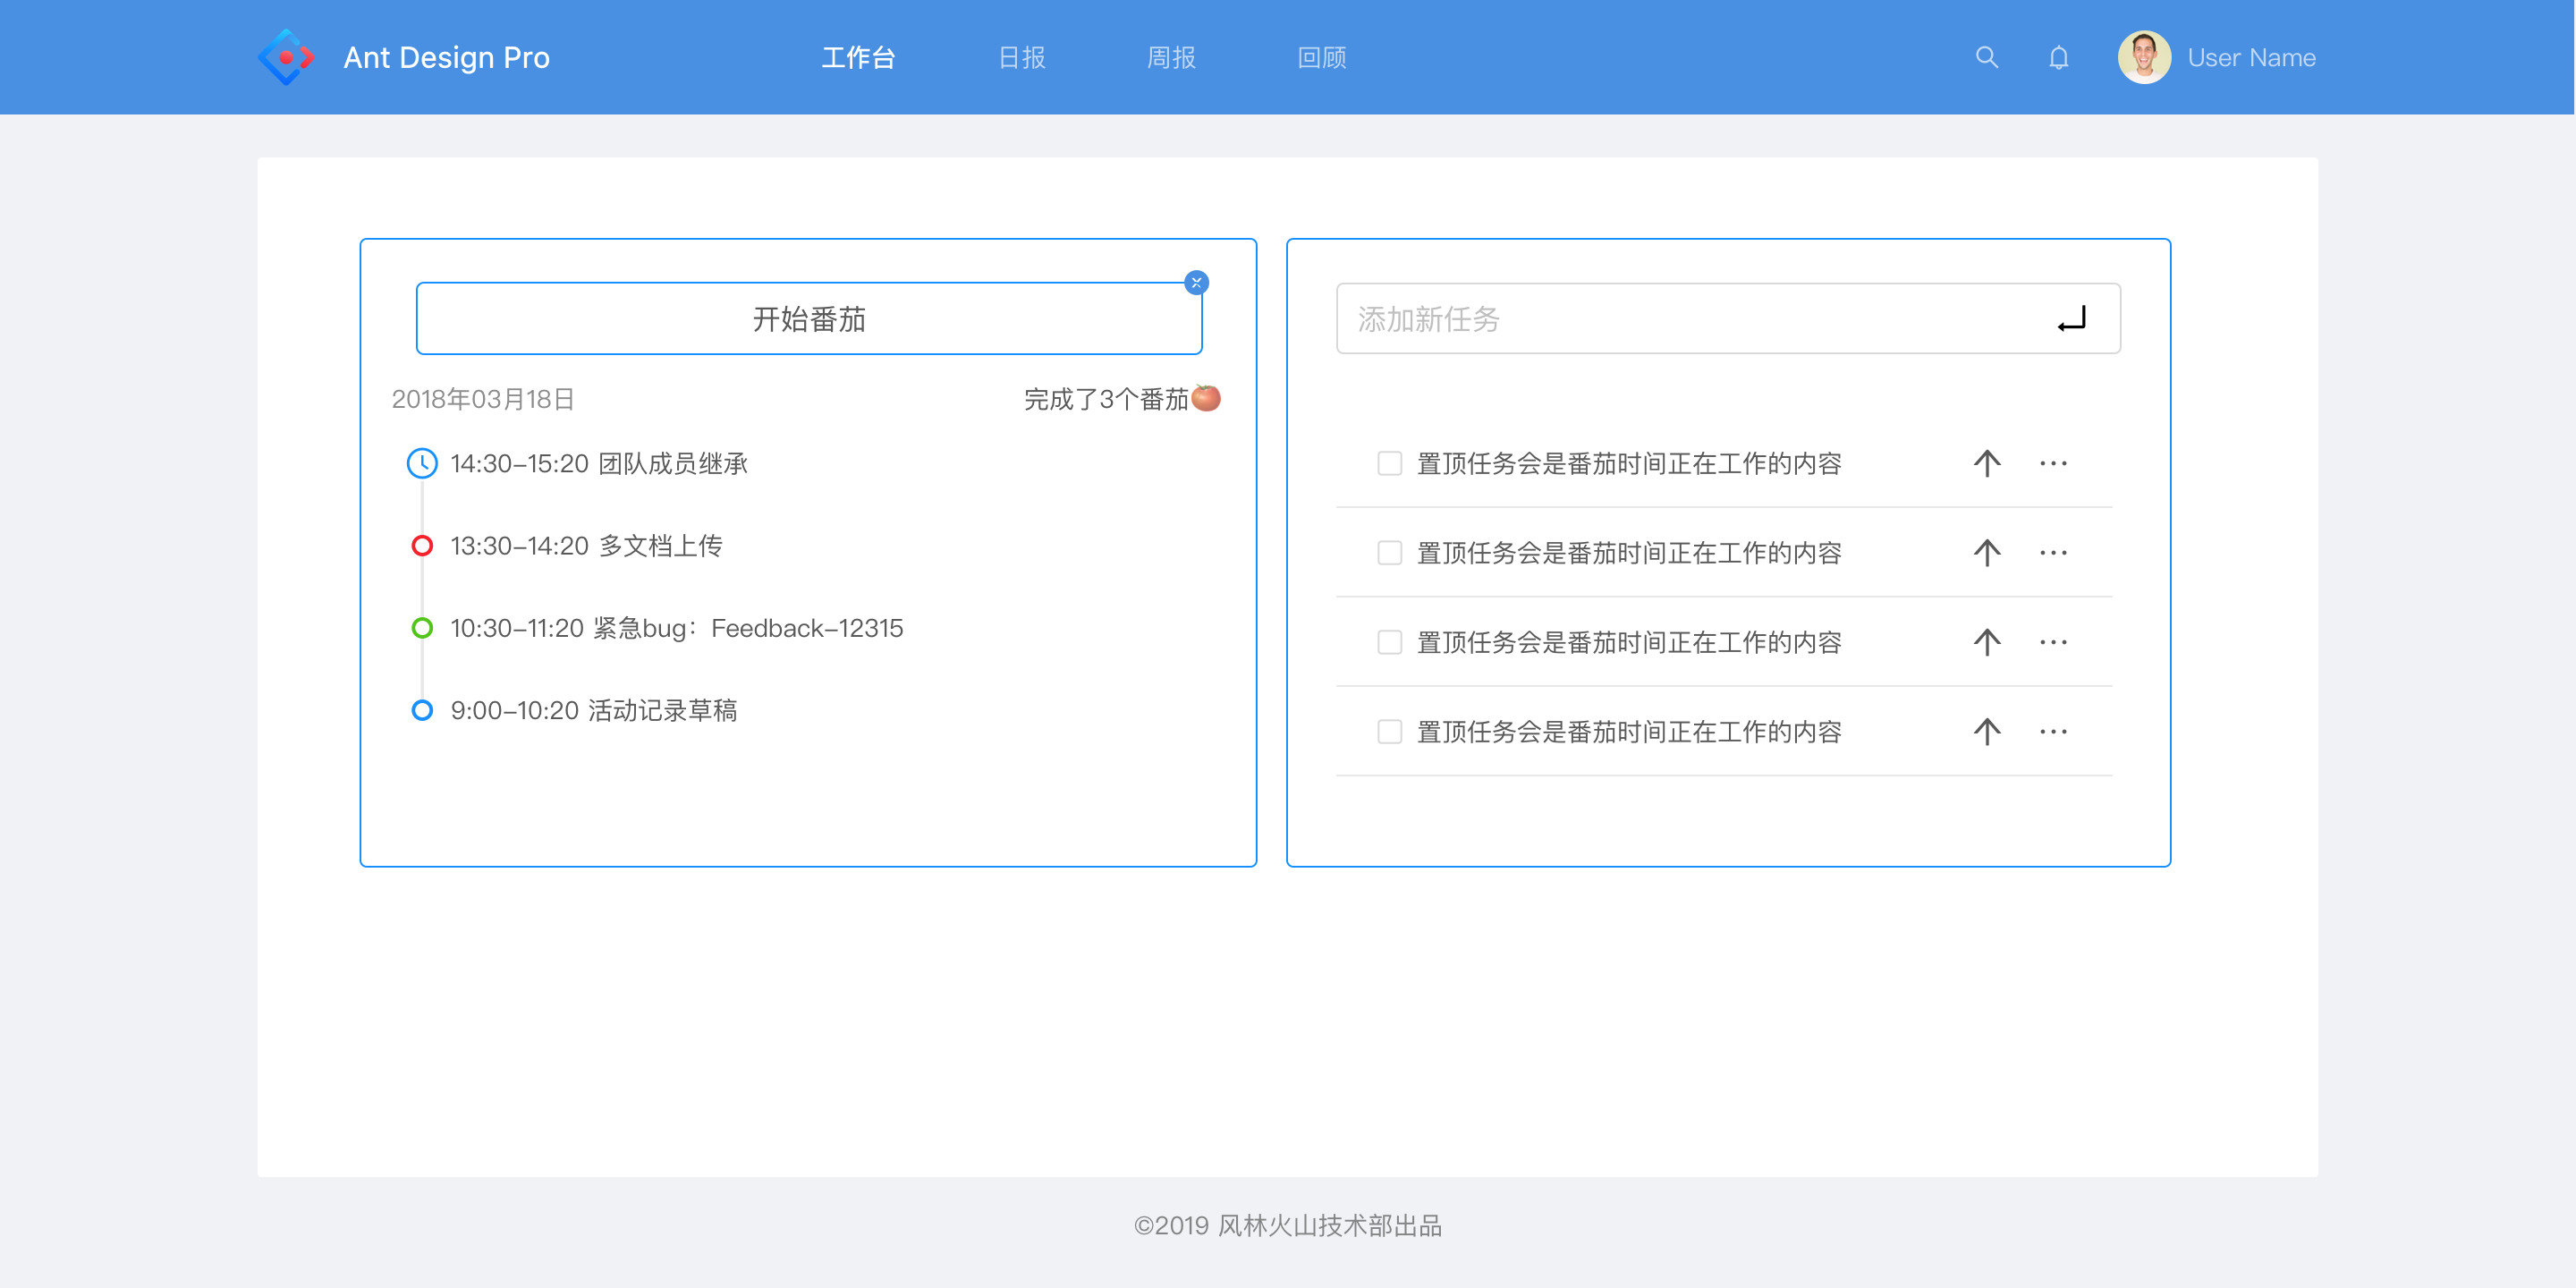 Ant Design Pro
工作台
日报
周报
回顾
User Name
开始番茄
2018年03月18日
完成了3个番茄🍅
14:30-15:20 团队成员继承
13:30-14:20 多文档上传
10:30-11:20 紧急bug：Feedback-12315
9:00-10:20 活动记录草稿
添加新任务
置顶任务会是番茄时间正在工作的内容
置顶任务会是番茄时间正在工作的内容
置顶任务会是番茄时间正在工作的内容
置顶任务会是番茄时间正在工作的内容
©2019 风林火山技术部出品